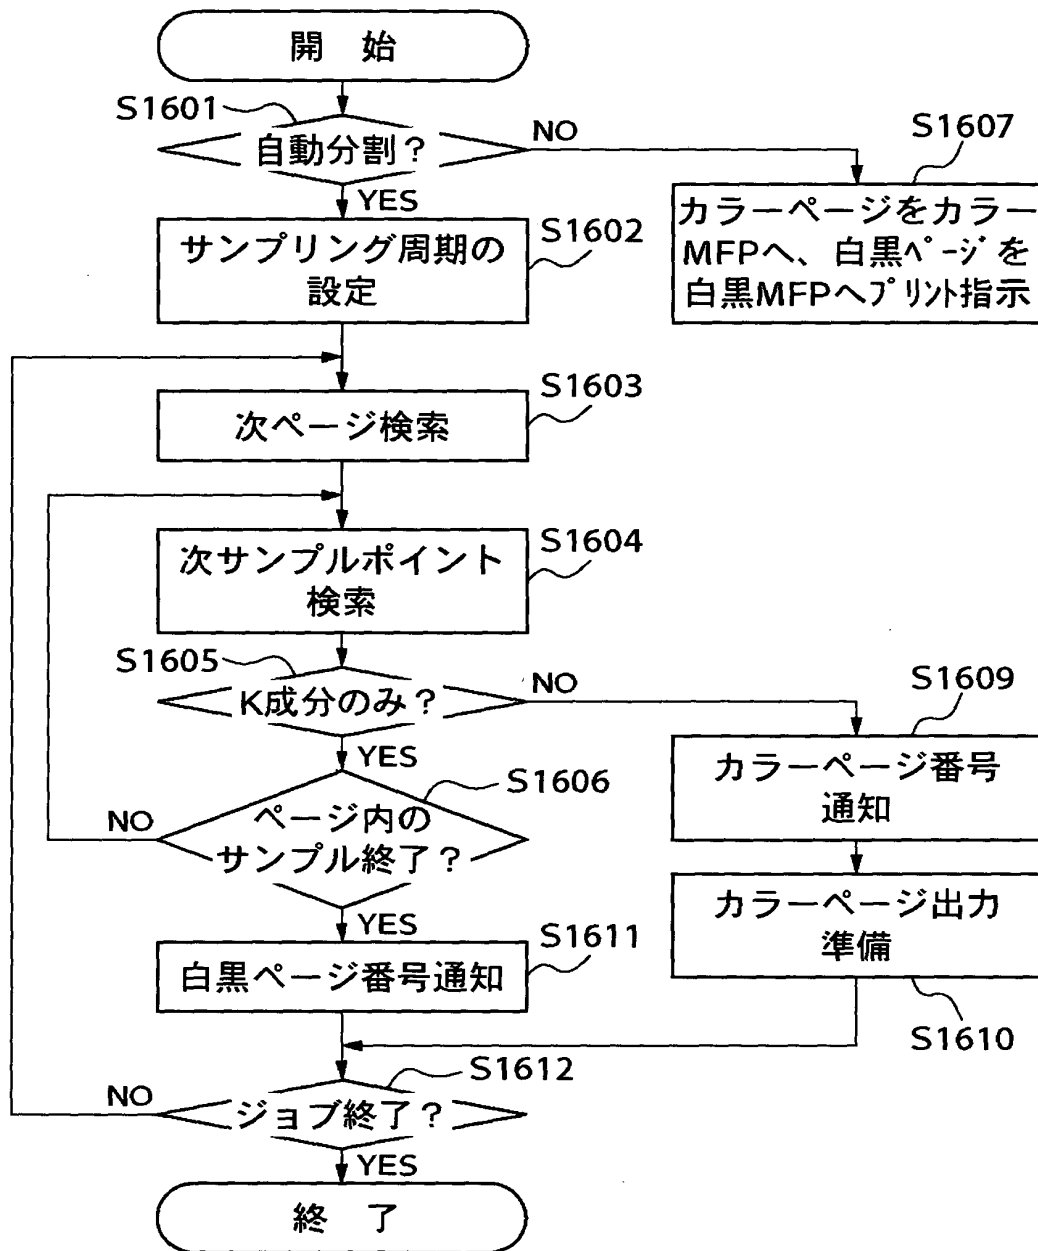 開 始
S1601
自動分割?
NO
YES
S1607
カラーページをカラー
MFPへ、白黒ページを
白黒MFPへプリント指示
サンプリング周期の
設定
S1602
S1603
次ページ検索
次サンプルポイント
検索
S1604
S1605
K成分のみ?
NO
YES
S1609
カラーページ番号
通知
S1606
ページ内の
サンプル終了?
NO
YES
カラーページ出力
準備
S1610
S1611
白黒ページ番号通知
S1612
ジョブ終了?
NO
YES
終 了